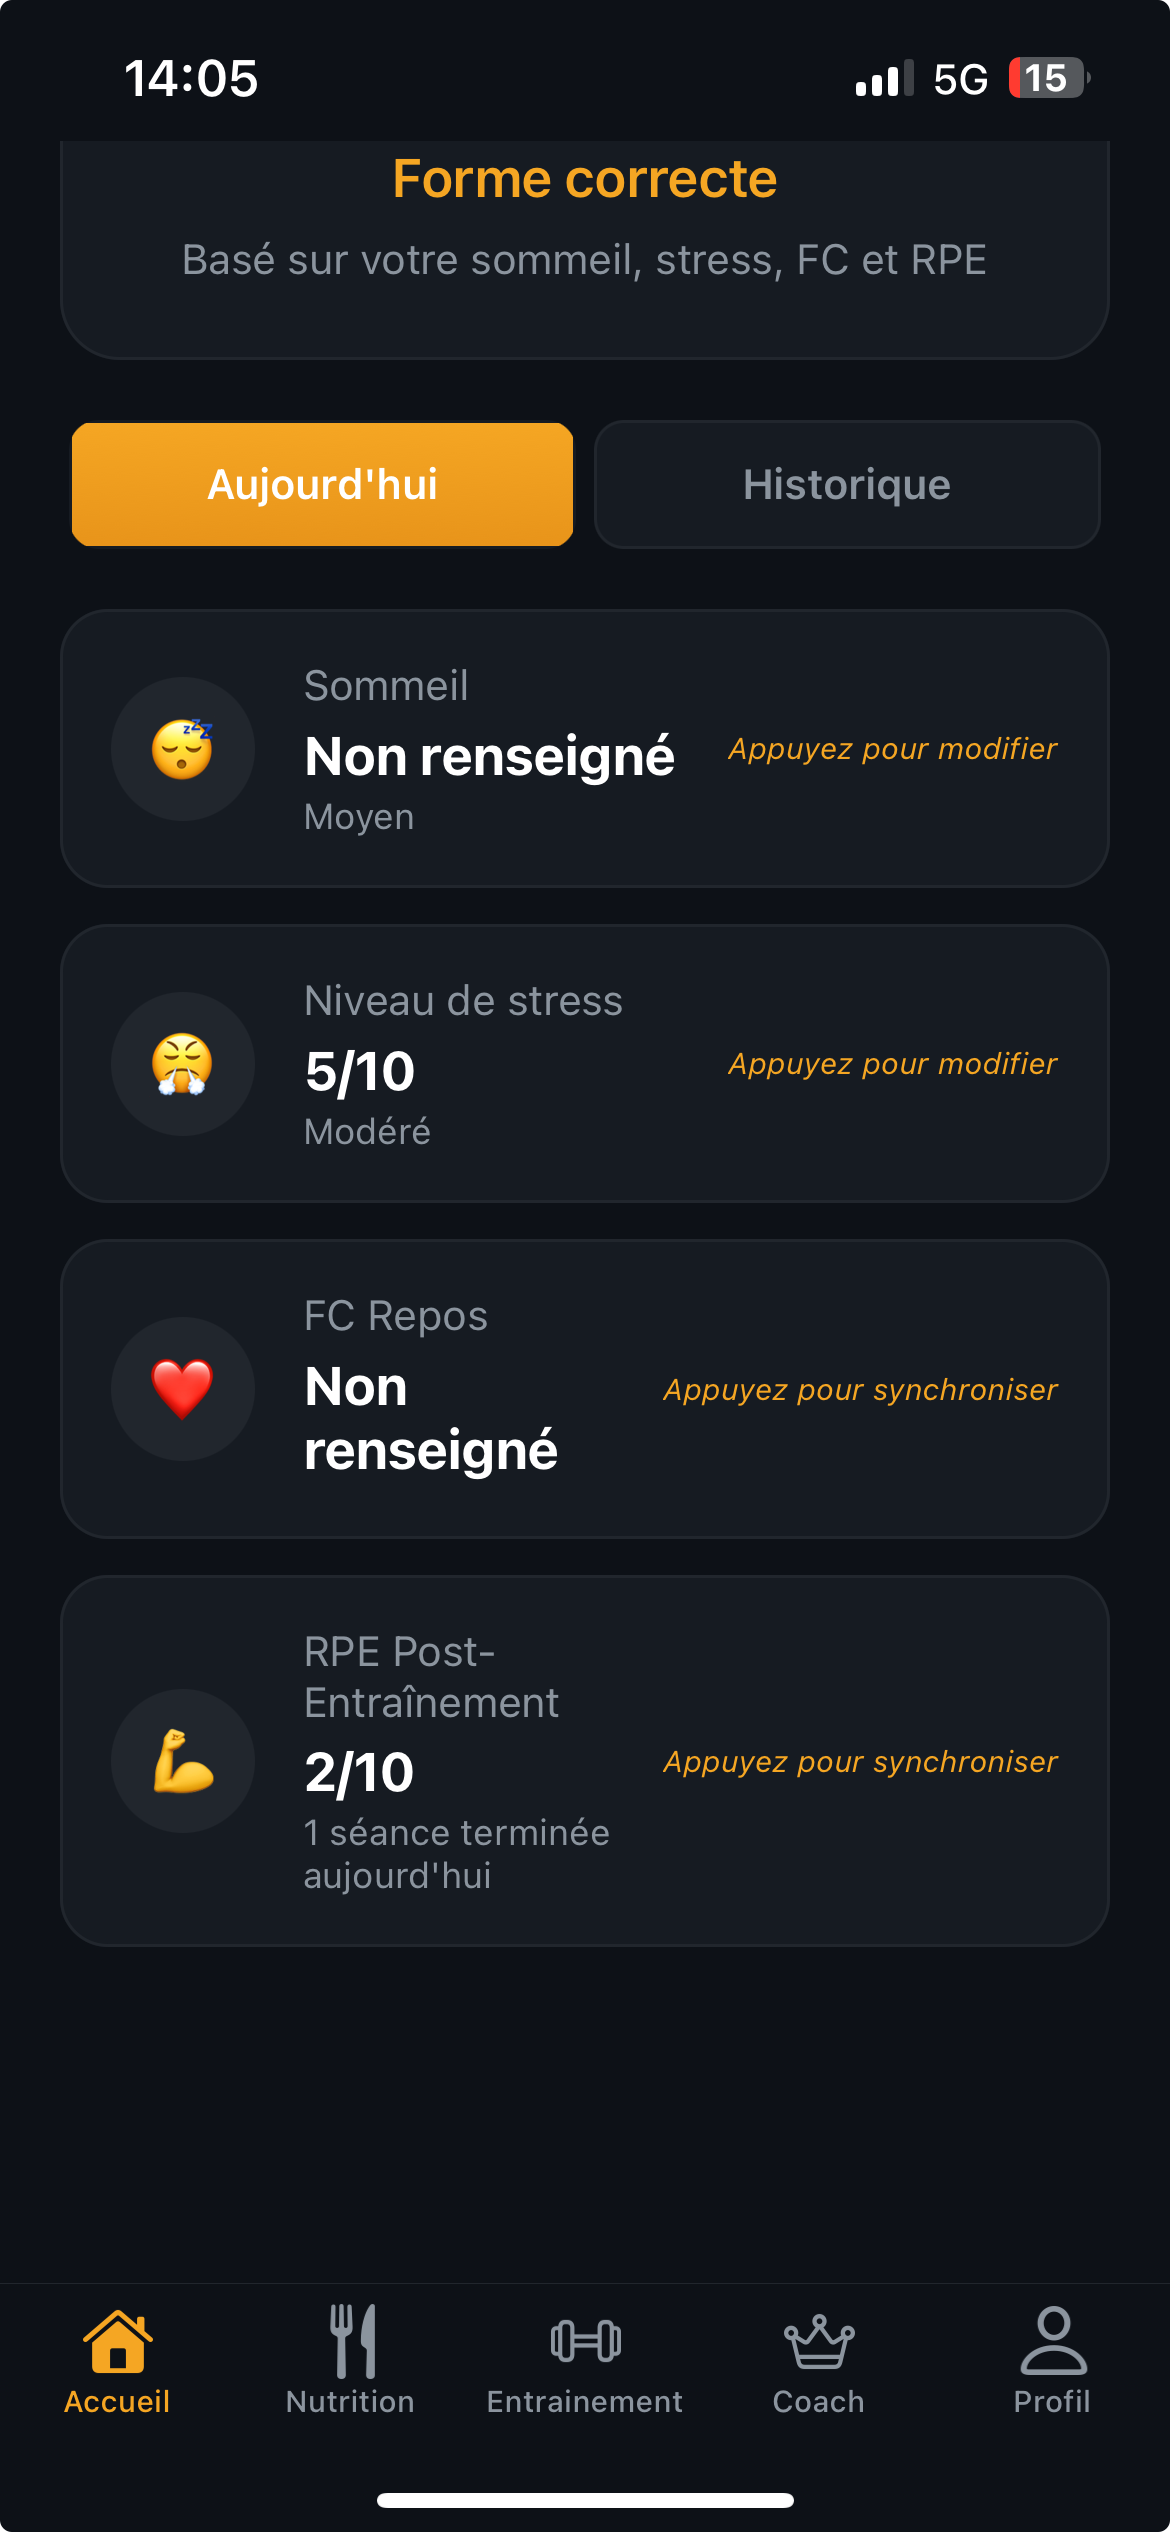 14:05
5G
15
Forme correcte
Basé sur votre sommeil, stress, FC et RPE
Aujourd'hui
Historique
Sommeil
Non renseigné
Moyen
Appuyez pour modifier
Niveau de stress
5/10
Modéré
Appuyez pour modifier
FC Repos
Non
renseigné
Appuyez pour synchroniser
RPE Post-
Entraînement
2/10
1 séance terminée
aujourd'hui
Appuyez pour synchroniser
Accueil
Nutrition
Entrainement
Coach
Profil